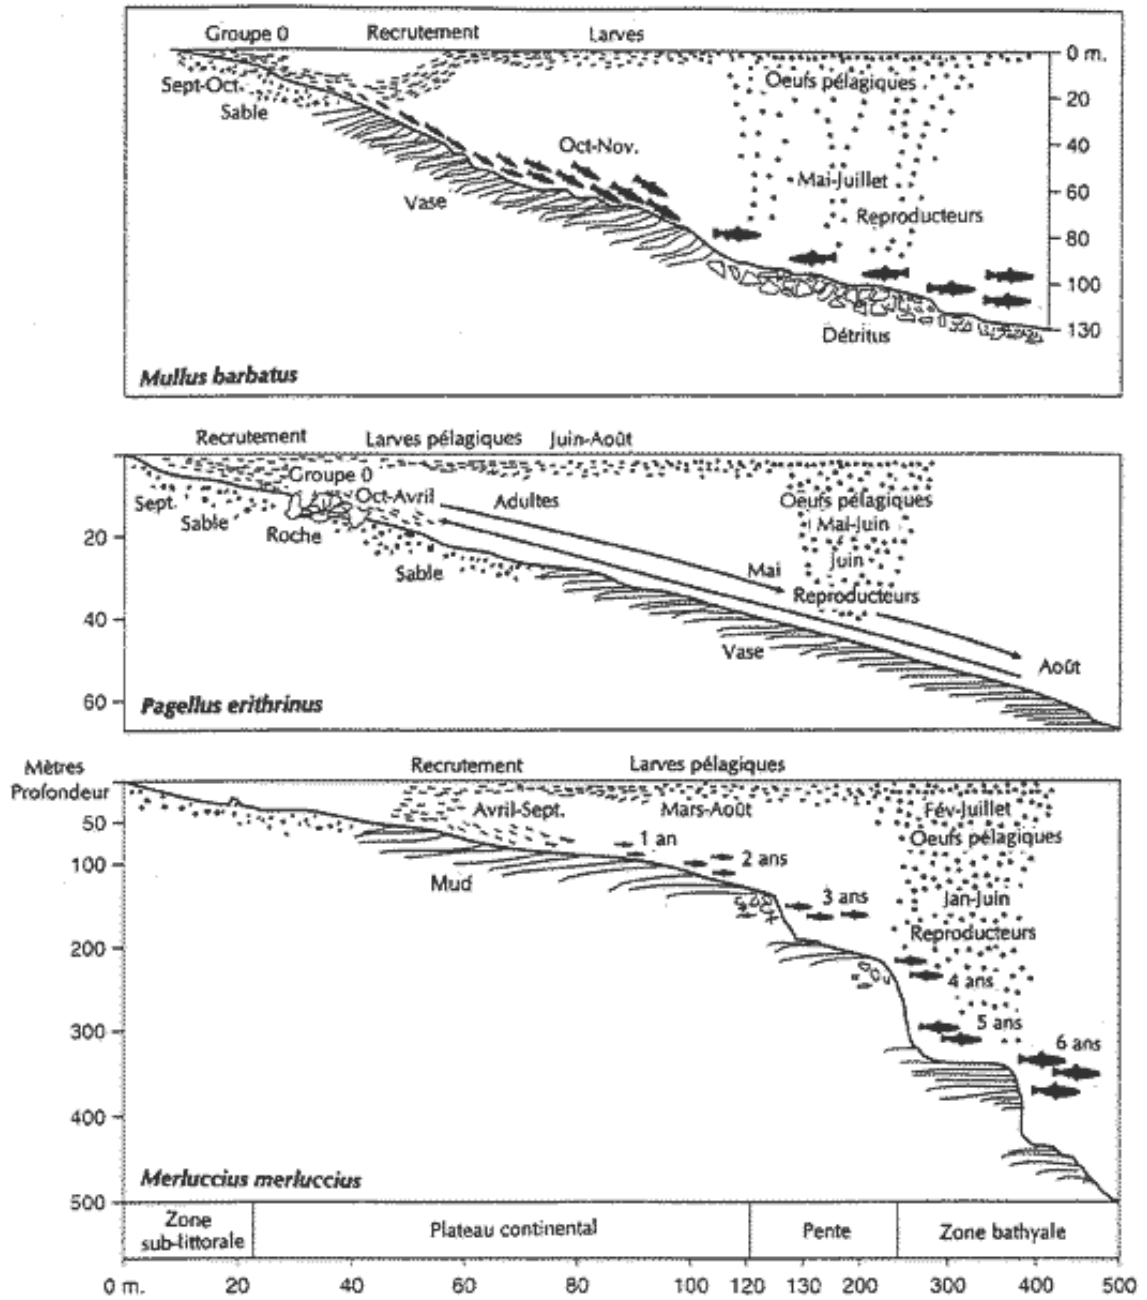 Groupe 0 Recrutement Larves
0 m.
Oeufs pélagiques
Sept-Oct.
20
Sable
40
Oct-Nov.
Mai-Juillet
60
Vase
Reproducteurs
80
100
Détritus
130
Mullus barbatus
Recrutement Larves pélagiques Juin-Août
Groupe 0
Oct-Avril Adultes
Oeufs pélagiques
Sept.
Sable
Mai-Juin
20
Roche
Juin
Sable
Mai
Reproducteurs
40
Vase
Août
60
Pagellus erithrinus
Mètres
Profondeur
Recrutement Larves pélagiques
Avril-Sept. Mars-Août Fév-Juillet
50
1 an
Oeufs pélagiques
100
2 ans
Mud
3 ans
Jan-Juin
200
Reproducteurs
4 ans
300
5 ans
6 ans
400
Merluccius merluccius
500
Zone
sub-littorale
Plateau continental
Pente
Zone bathyale
0 m. 20 40 60 80 100 120 130 200 300 400 500